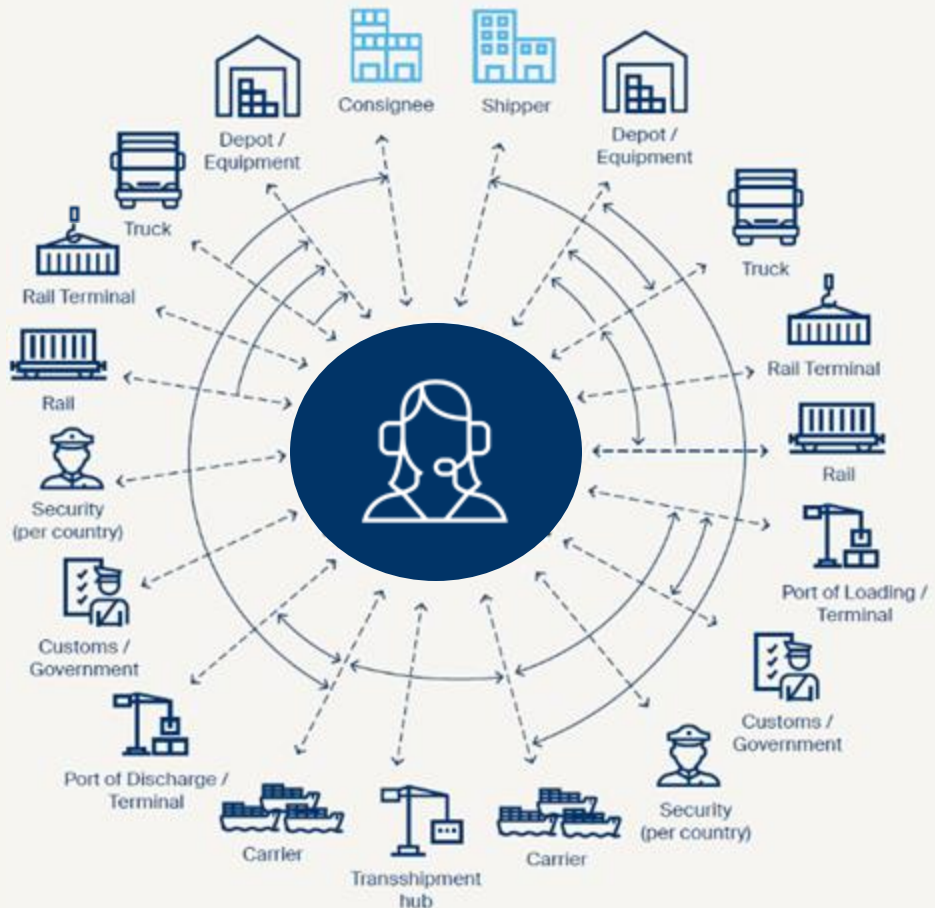 Consignee
Shipper
Depot /
Equipment
Depot /
Equipment
Truck
Truck
Rail Terminal
Rail Terminal
Rail
Rail
Security
(per country)
Port of Loading /
Terminal
Customs /
Government
Customs /
Government
Port of Discharge /
Terminal
Security
(per country)
Carrier
Carrier
Transshipment
hub